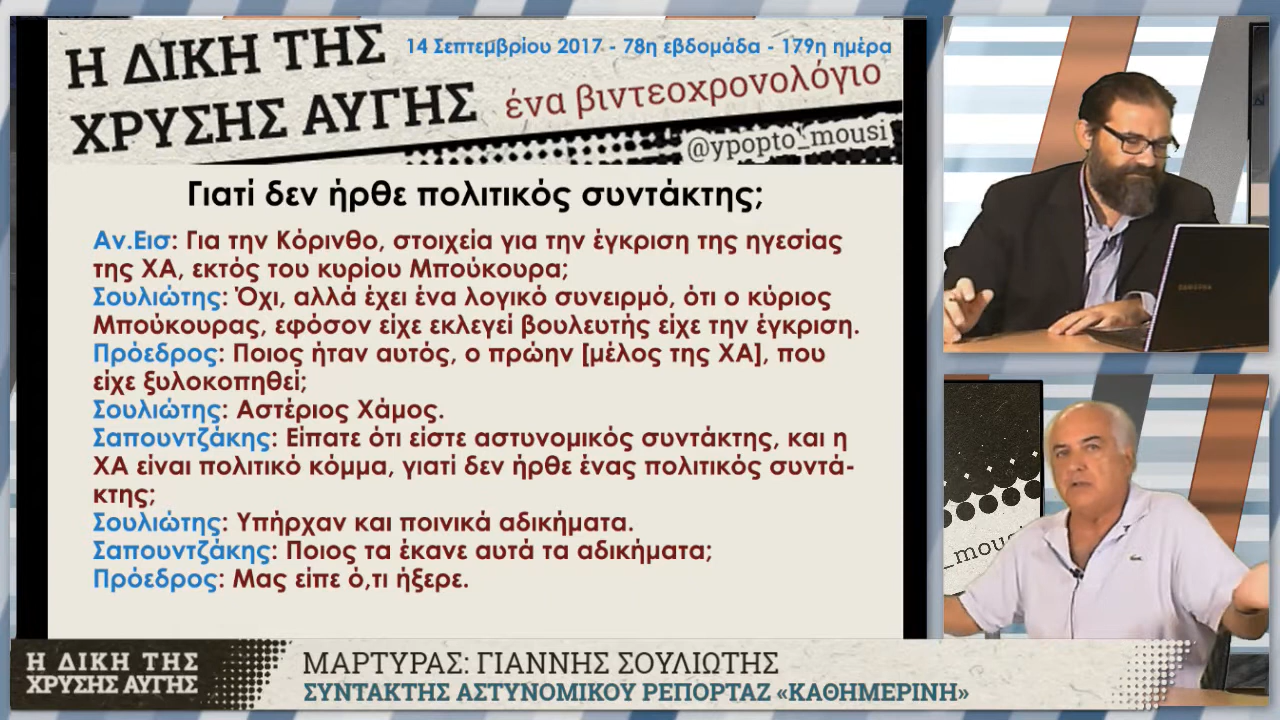 Η ΔΙΚΗ ΤΗΣ
ΧΡΥΣΗΣ ΑΥΓΗΣ
14 Σεπτεμβρίου 2017 - 78η εβδομάδα - 179η ημέρα
ένα βιντεοχρονολόγιο
@ypopto_mousi
Γιατί δεν ήρθε πολιτικός συντάκτης;
Αν.Εισ: Για την Κόρινθο, στοιχεία για την έγκριση της ηγεσίας
της ΧΑ, εκτός του κυρίου Μπούκουρα;
Σουλιώτης: Όχι, αλλά έχει ένα λογικό συνειρμό, ότι ο κύριος
Μπούκουρας, εφόσον είχε εκλεγεί βουλευτής είχε την έγκριση.
Πρόεδρος: Ποιος ήταν αυτός, ο πρώην [μέλος της ΧΑ], που
είχε ξυλοκοπηθεί;
Σουλιώτης: Αστέριος Χάμος.
Σαπουντζάκης: Είπατε ότι είστε αστυνομικός συντάκτης, και η
ΧΑ είναι πολιτικό κόμμα, γιατί δεν ήρθε ένας πολιτικός συντά-
κτης;
Σουλιώτης: Υπήρχαν και ποινικά αδικήματα.
Σαπουντζάκης: Ποιος τα έκανε αυτά τα αδικήματα;
Πρόεδρος: Μας είπε ό,τι ήξερε.
SAMSUNG
_mousi
Η ΔΙΚΗ ΤΗΣ
ΧΡΥΣΗΣ ΑΥΓΗΣ
ΜΑΡΤΥΡΑΣ: ΓΙΑΝΝΗΣ ΣΟΥΛΙΩΤΗΣ
ΣΥΝΤΑΚΤΗΣ ΑΣΤΥΝΟΜΙΚΟΥ ΡΕΠΟΡΤΑΖ «ΚΑΘΗΜΕΡΙΝΗ»